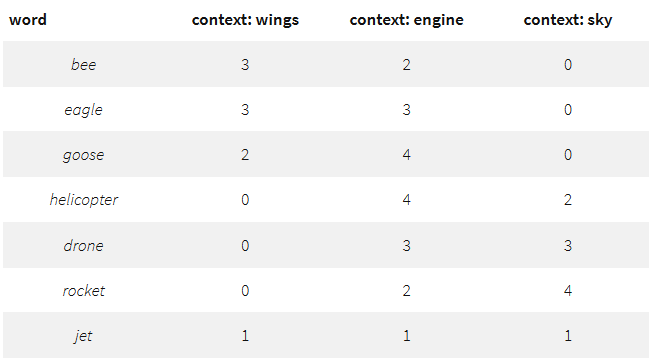 word context: wings context: engine context: sky
bee 3 2 0
eagle 3 3 0
goose 2 4 0
helicopter 0 4 2
drone 0 3 3
rocket 0 2 4
jet 1 1 1